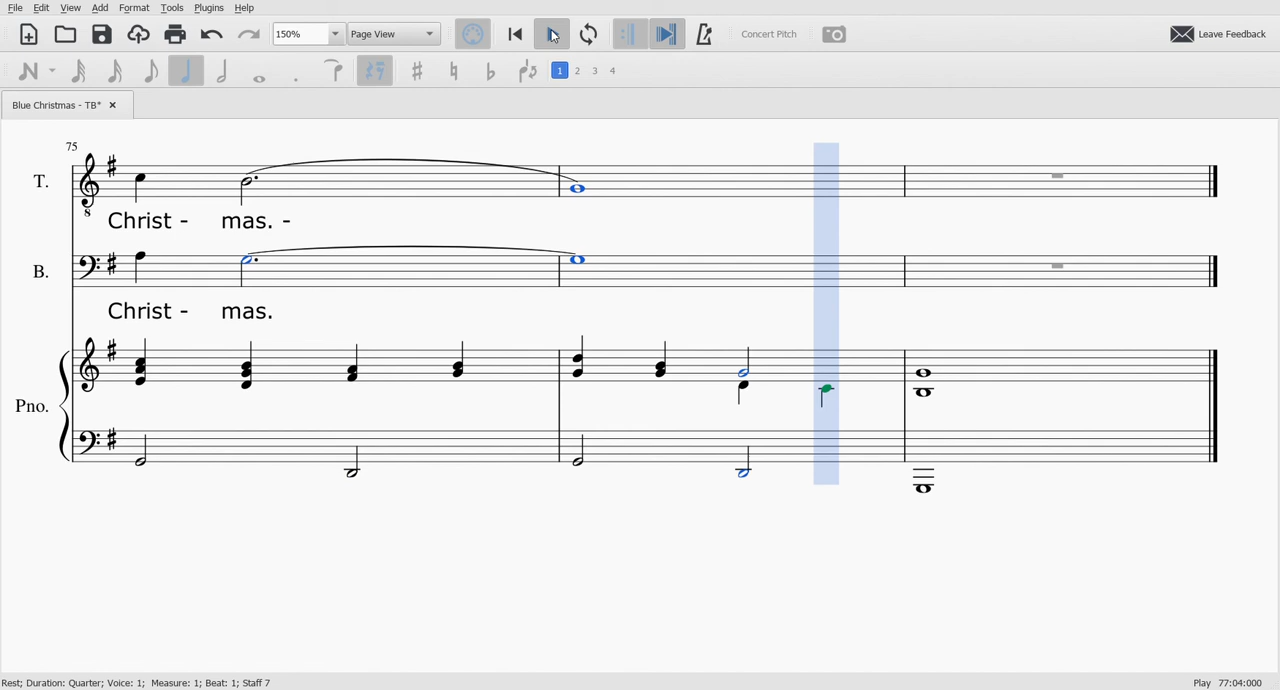 File Edit View Add Format Tools Plugins Help
150% Page View Concert Pitch Leave Feedback
1 2 3 4
Blue Christmas - TB*
75
T.
8
Christ - mas. -
B.
Christ - mas.
Pno.
Rest; Duration: Quarter; Voice: 1; Measure: 1; Beat: 1; Staff 7 Play 77:04:000